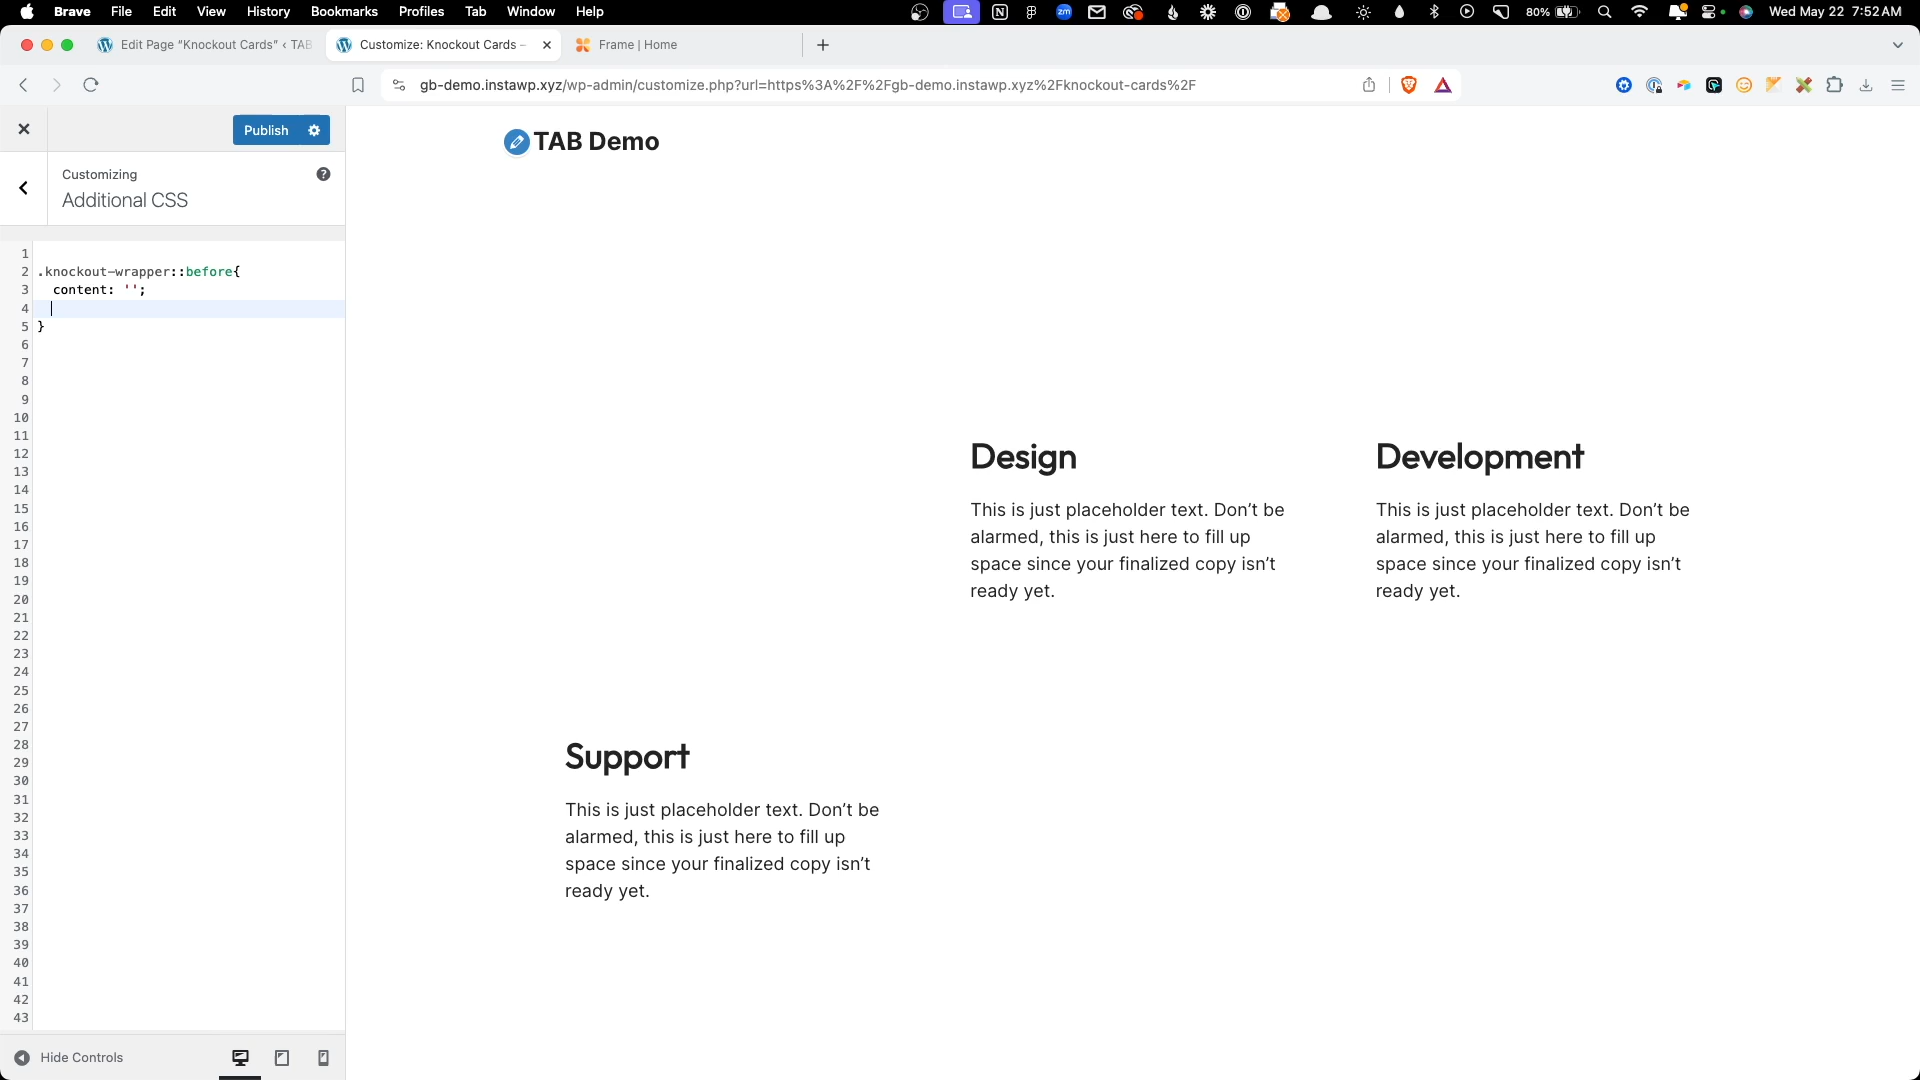 Brave File Edit View History Bookmarks Profiles Tab Window Help
zm 80% Wed May 22 7:52 AM
Edit Page “Knockout Cards” ‹ TAB
Customize: Knockout Cards –
Frame | Home
gb-demo.instawp.xyz/wp-admin/customize.php?url=https%3A%2F%2Fgb-demo.instawp.xyz%2Fknockout-cards%2F
Publish
TAB Demo
Customizing
Additional CSS
1
2 .knockout-wrapper::before{
3 content: '';
4
5 }
6
7
8
9
10
11
12
13
14
15
16
17
18
19
20
21
22
23
24
25
26
27
28
29
30
31
32
33
34
35
36
37
38
39
40
41
42
43
Design
This is just placeholder text. Don’t be
alarmed, this is just here to fill up
space since your finalized copy isn’t
ready yet.
Development
This is just placeholder text. Don’t be
alarmed, this is just here to fill up
space since your finalized copy isn’t
ready yet.
Support
This is just placeholder text. Don’t be
alarmed, this is just here to fill up
space since your finalized copy isn’t
ready yet.
Hide Controls